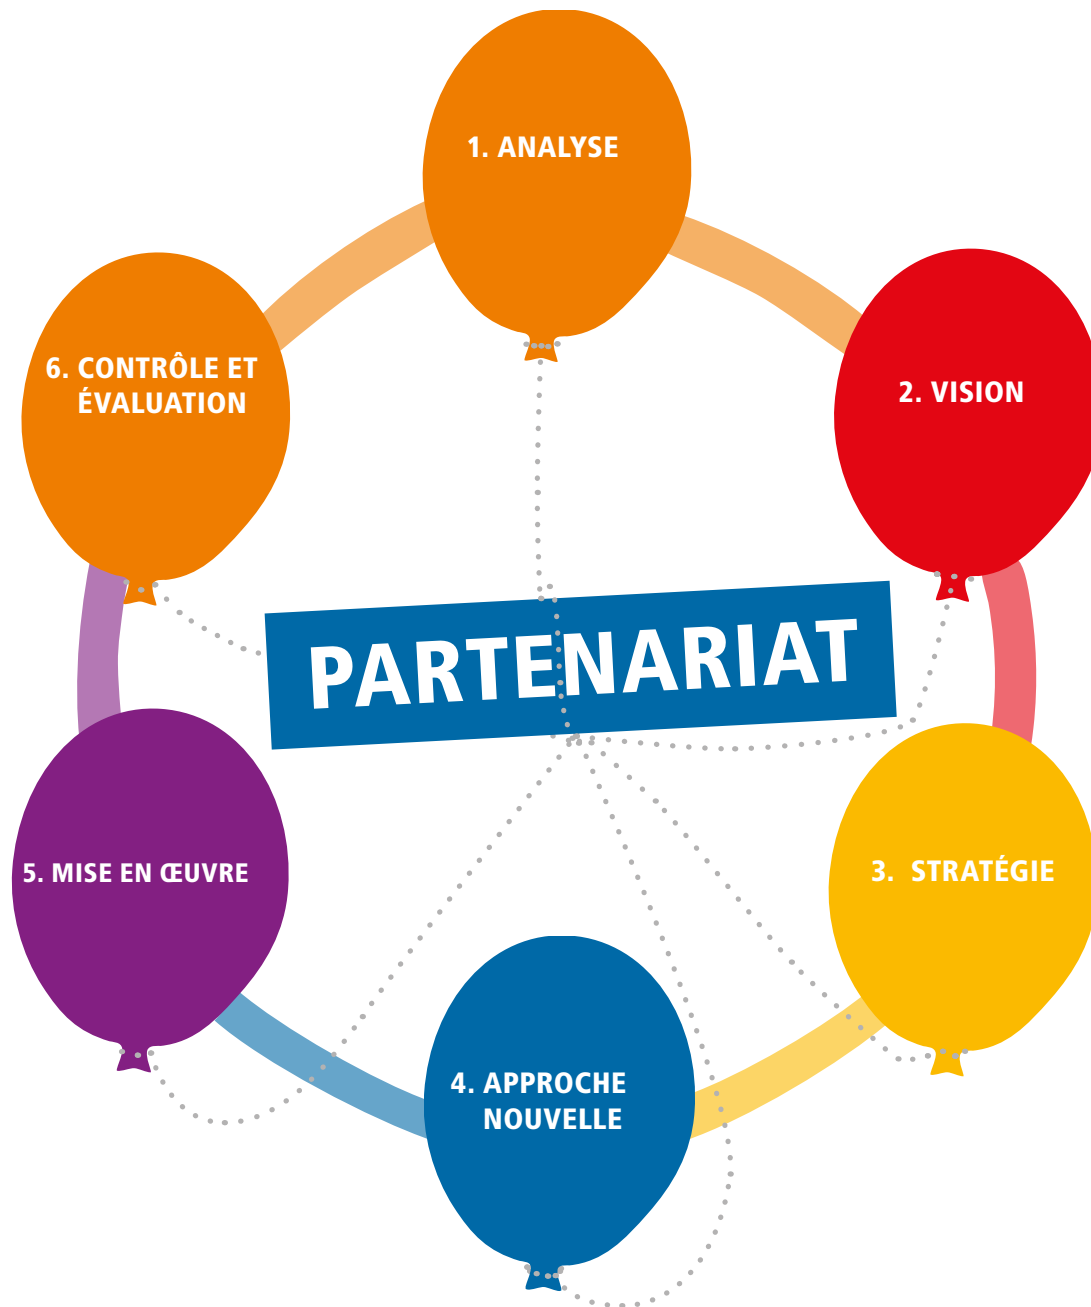 1. ANALYSE
2. VISION
3. STRATÉGIE
4. APPROCHE
NOUVELLE
5. MISE EN ŒUVRE
6. CONTRÔLE ET
ÉVALUATION
PARTENARIAT